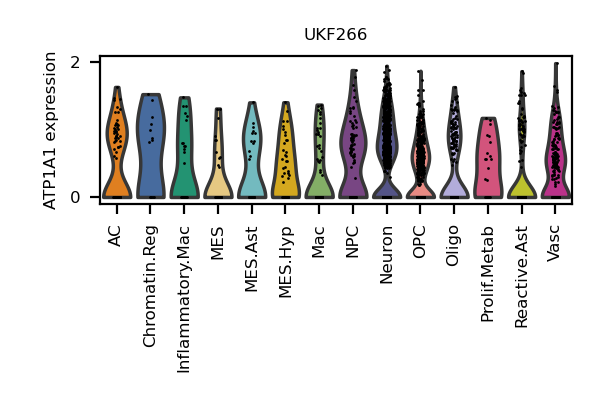 UKF266
ATP1A1 expression
2
0
AC
Chromatin.Reg
Inflammatory.Mac
MES
MES.Ast
MES.Hyp
Mac
NPC
Neuron
OPC
Oligo
Prolif.Metab
Reactive.Ast
Vasc